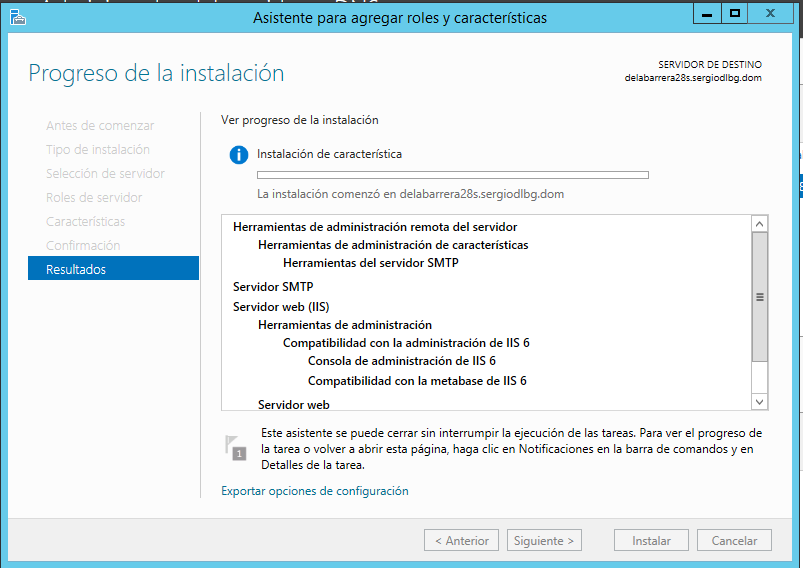 Asistente para agregar roles y características
Progreso de la instalación
SERVIDOR DE DESTINO
delabarrera28s.sergiodlbg.dom
Antes de comenzar
Tipo de instalación
Selección de servidor
Roles de servidor
Características
Confirmación
Resultados
Ver progreso de la instalación
Instalación de característica
La instalación comenzó en delabarrera28s.sergiodlbg.dom
Herramientas de administración remota del servidor
Herramientas de administración de características
Herramientas del servidor SMTP
Servidor SMTP
Servidor web (IIS)
Herramientas de administración
Compatibilidad con la administración de IIS 6
Consola de administración de IIS 6
Compatibilidad con la metabase de IIS 6
Servidor web
1
Este asistente se puede cerrar sin interrumpir la ejecución de las tareas. Para ver el progreso de
la tarea o volver a abrir esta página, haga clic en Notificaciones en la barra de comandos y en
Detalles de la tarea.
Exportar opciones de configuración
< Anterior
Siguiente >
Instalar
Cancelar